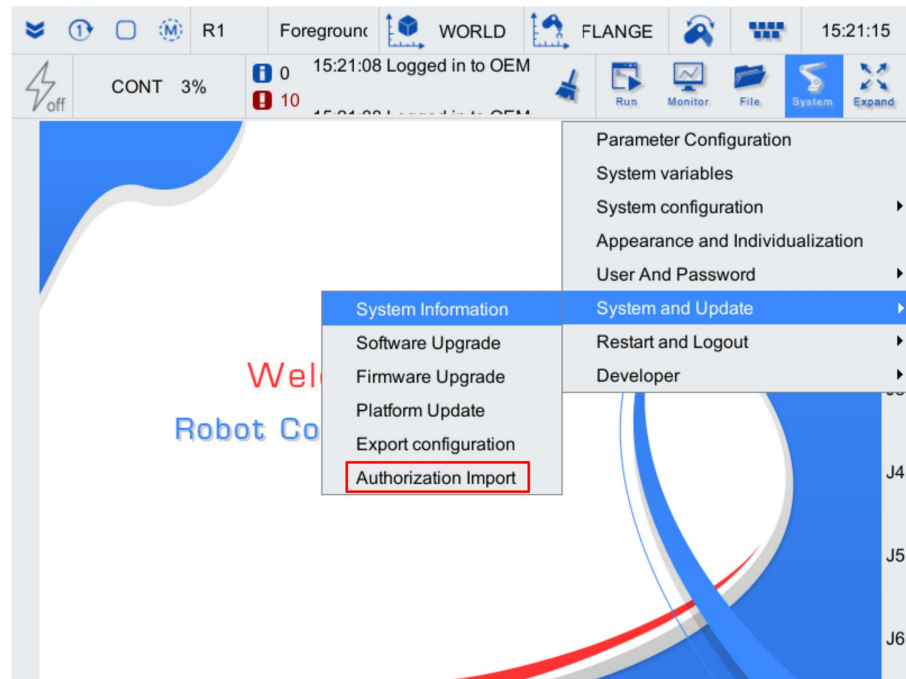 R1 Foreground WORLD FLANGE 15:21:15
off CONT 3% 0 15:21:08 Logged in to OEM
10
Run Monitor File System Expand
Parameter Configuration
System variables
System configuration
Appearance and Individualization
User And Password
System and Update
Restart and Logout
Developer
System Information
Software Upgrade
Firmware Upgrade
Platform Update
Export configuration
Authorization Import
Wel
Robot Co
J4
J5
J6